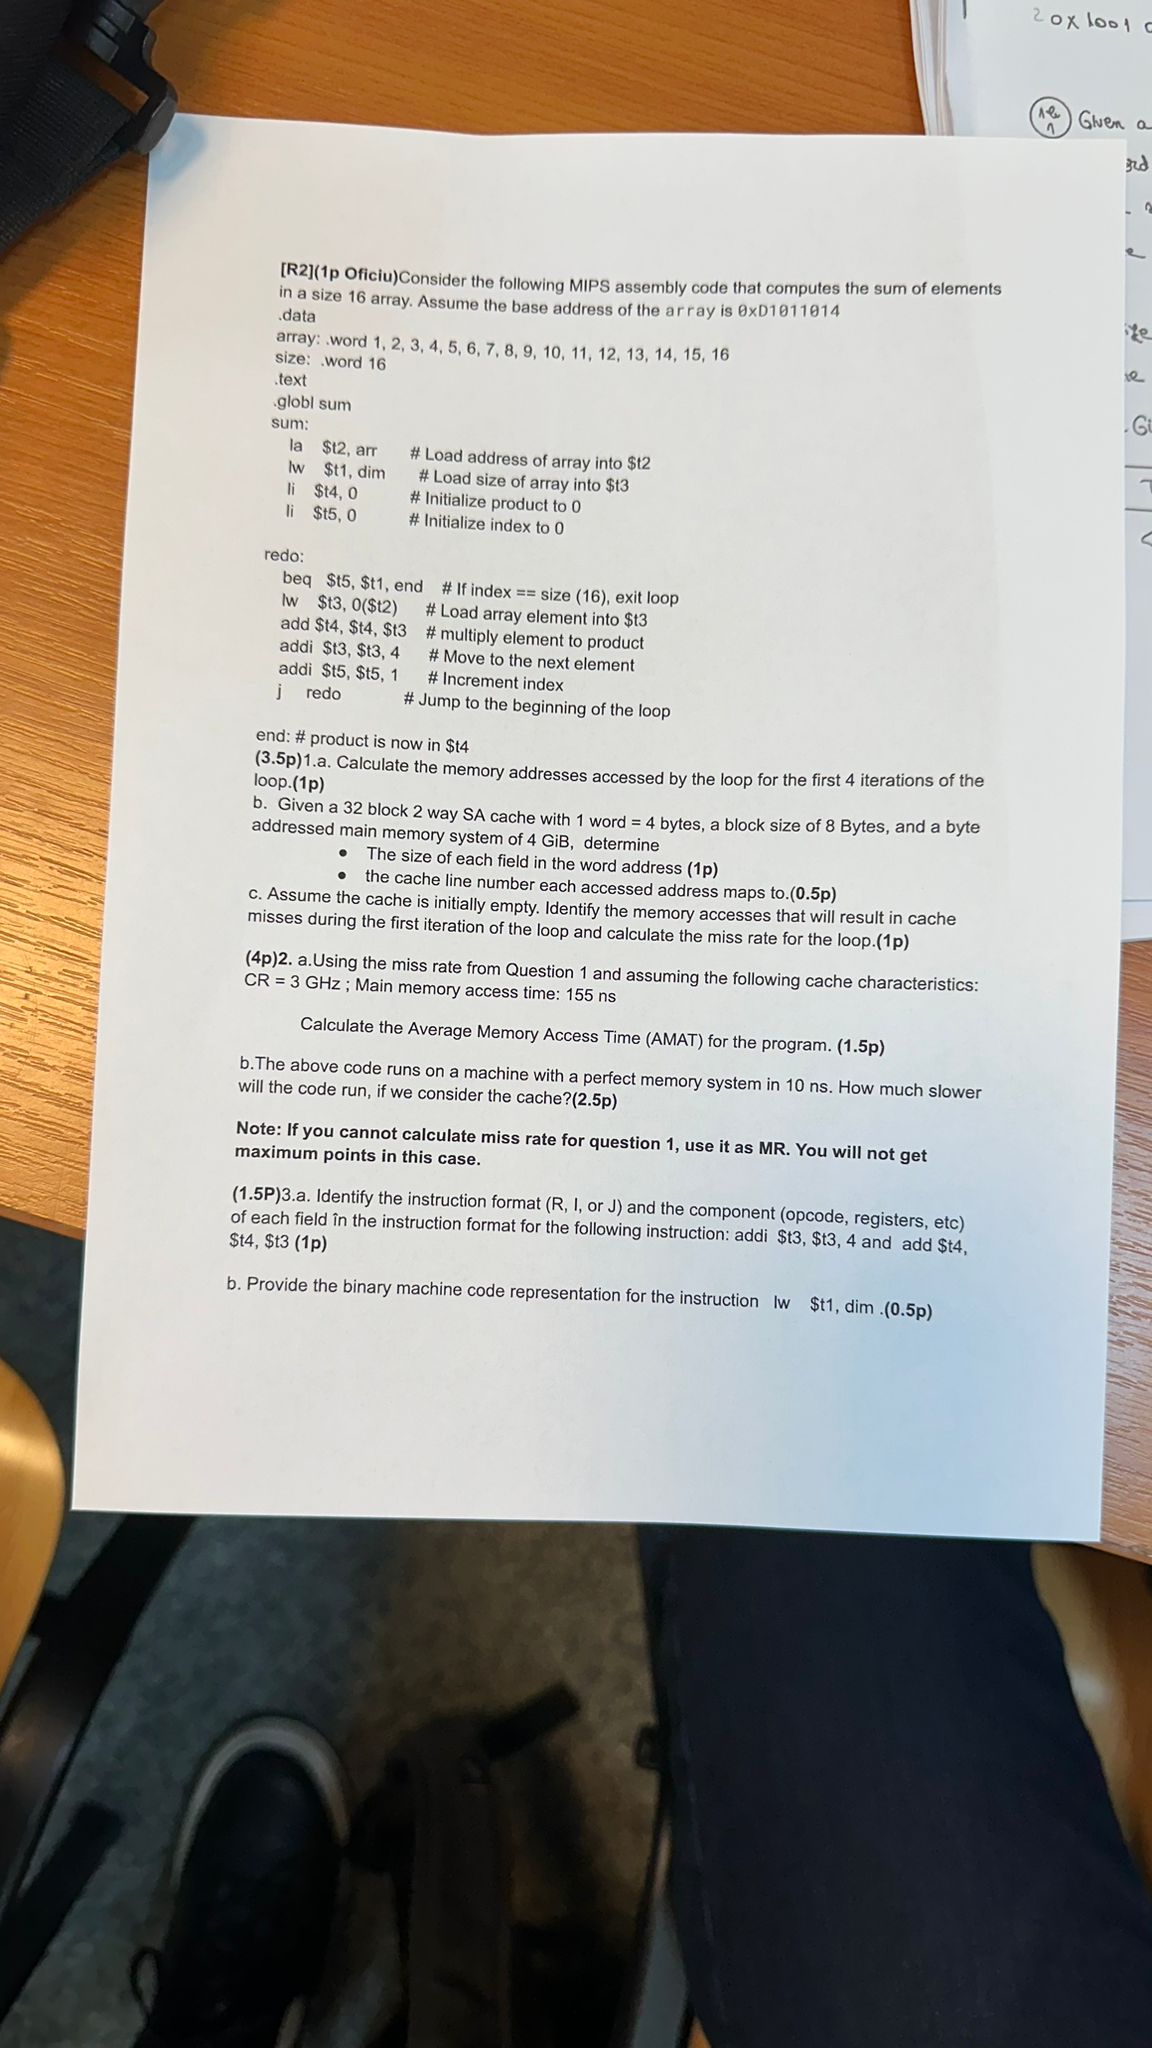 2 0x1001
1 Given a
[R2](1p Oficiu)Consider the following MIPS assembly code that computes the sum of elements
in a size 16 array. Assume the base address of the array is 0xD1011014
.data
array: .word 1, 2, 3, 4, 5, 6, 7, 8, 9, 10, 11, 12, 13, 14, 15, 16
size: .word 16
.text
.globl sum
sum:
la $t2, arr # Load address of array into $t2
lw $t1, dim # Load size of array into $t3
li $t4, 0 # Initialize product to 0
li $t5, 0 # Initialize index to 0
redo:
beq $t5, $t1, end # If index == size (16), exit loop
lw $t3, 0($t2) # Load array element into $t3
add $t4, $t4, $t3 # multiply element to product
addi $t3, $t3, 4 # Move to the next element
addi $t5, $t5, 1 # Increment index
j redo # Jump to the beginning of the loop
end: # product is now in $t4
(3.5p)1.a. Calculate the memory addresses accessed by the loop for the first 4 iterations of the
loop.(1p)
b. Given a 32 block 2 way SA cache with 1 word = 4 bytes, a block size of 8 Bytes, and a byte
addressed main memory system of 4 GiB, determine
• The size of each field in the word address (1p)
• the cache line number each accessed address maps to.(0.5p)
c. Assume the cache is initially empty. Identify the memory accesses that will result in cache
misses during the first iteration of the loop and calculate the miss rate for the loop.(1p)
(4p)2. a.Using the miss rate from Question 1 and assuming the following cache characteristics:
CR = 3 GHz ; Main memory access time: 155 ns
Calculate the Average Memory Access Time (AMAT) for the program. (1.5p)
b.The above code runs on a machine with a perfect memory system in 10 ns. How much slower
will the code run, if we consider the cache?(2.5p)
Note: If you cannot calculate miss rate for question 1, use it as MR. You will not get
maximum points in this case.
(1.5P)3.a. Identify the instruction format (R, I, or J) and the component (opcode, registers, etc)
of each field în the instruction format for the following instruction: addi $t3, $t3, 4 and add $t4,
$t4, $t3 (1p)
b. Provide the binary machine code representation for the instruction lw $t1, dim .(0.5p)